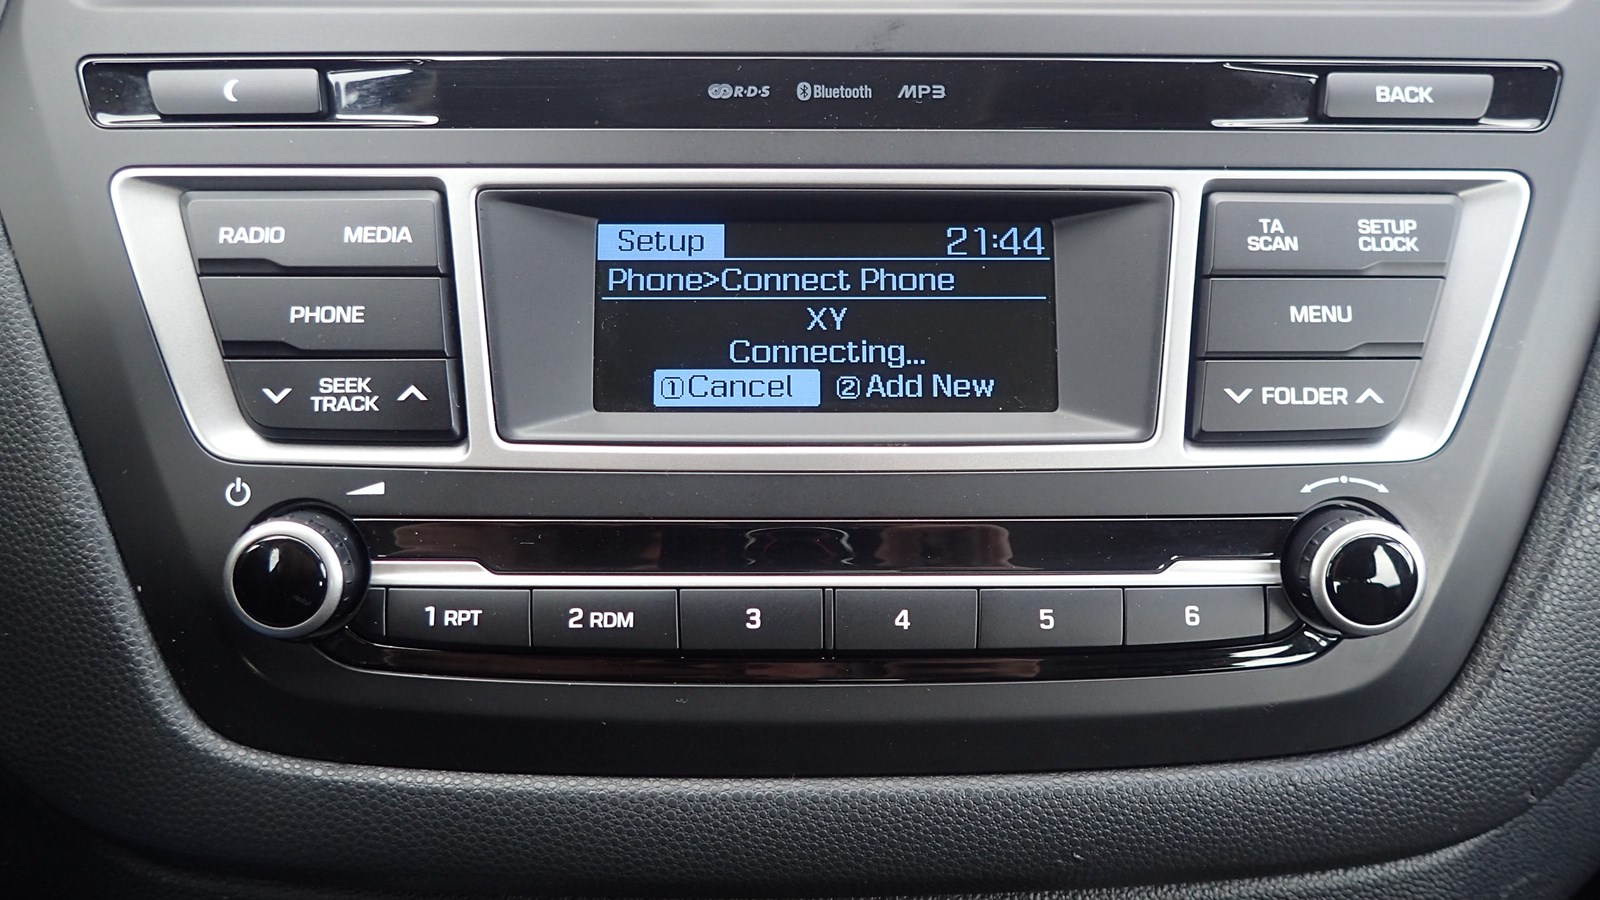 R·D·S Bluetooth MP3 BACK
RADIO MEDIA
PHONE
SEEK
TRACK
Setup 21:44
Phone>Connect Phone
XY
Connecting...
①Cancel ②Add New
TA
SCAN
SETUP
CLOCK
MENU
FOLDER
1 RPT 2 RDM 3 4 5 6